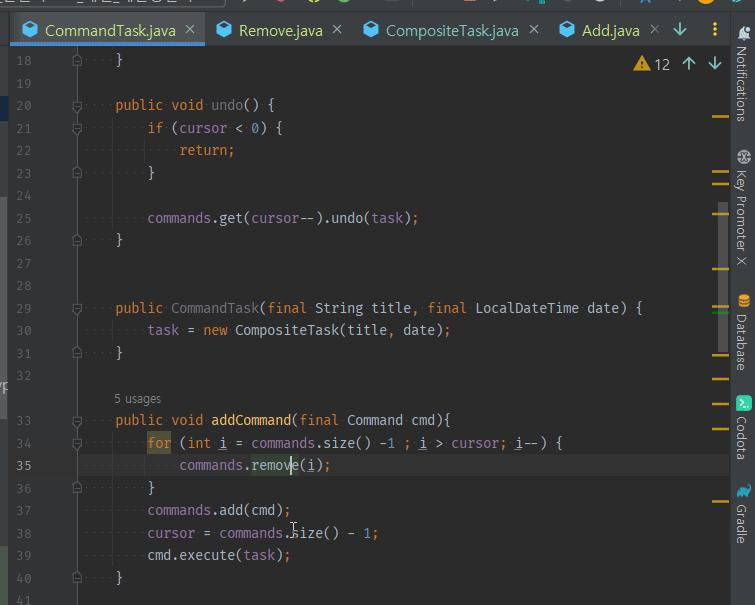 CommandTask.java
Remove.java
CompositeTask.java
Add.java
12
18 }
19
20 public void undo() {
21 if (cursor < 0) {
22 return;
23 }
24
25 commands.get(cursor--).undo(task);
26 }
27
28
29 public CommandTask(final String title, final LocalDateTime date) {
30 task = new CompositeTask(title, date);
31 }
32
5 usages
33 public void addCommand(final Command cmd){
34 for (int i = commands.size() -1 ; i > cursor; i--) {
35 commands.remove(i);
36 }
37 commands.add(cmd);
38 cursor = commands.size() - 1;
39 cmd.execute(task);
40 }
41
Notifications
Key Promoter X
Database
Codota
Gradle